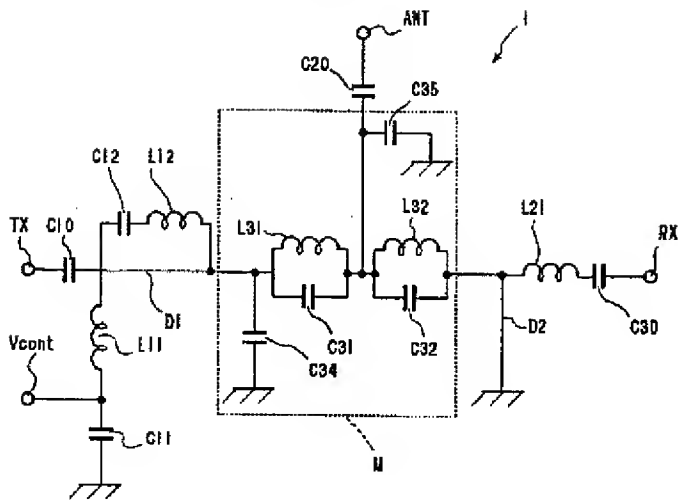 ANT
1
C20
C35
C12
L12
TX
C10
L31
L32
L21
RX
D1
Vcont
L11
C31
C32
D2
C30
C34
C11
M